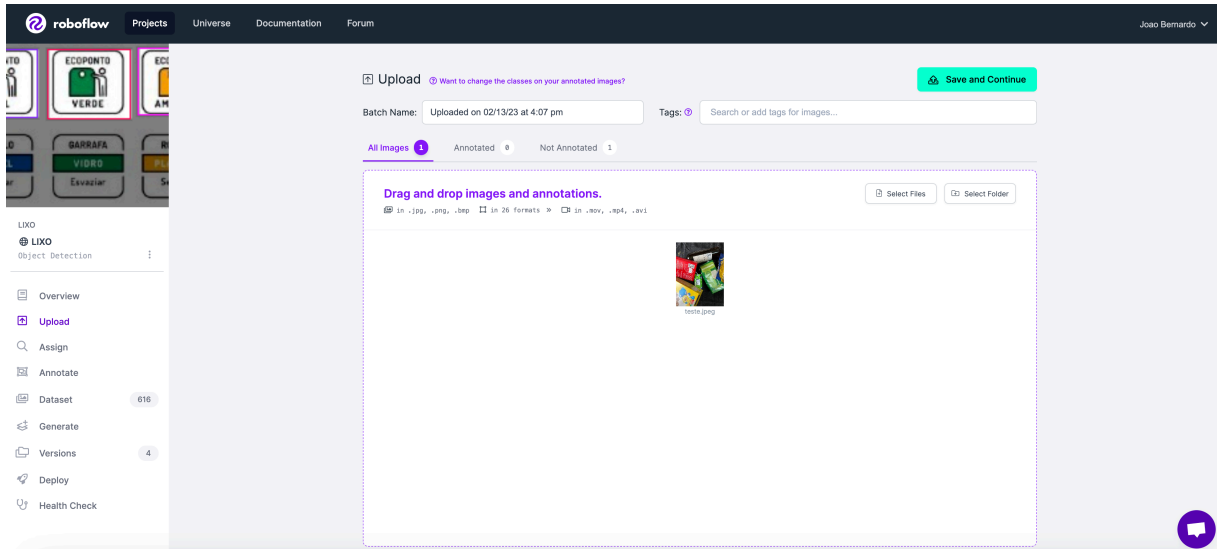 roboflow Projects Universe Documentation Forum Joao Bernardo
ECOPONTO
VERDE
GARRAFA
VIDRO
Esvaziar
LIXO
LIXO
Object Detection
Overview
Upload
Assign
Annotate
Dataset 616
Generate
Versions 4
Deploy
Health Check
Upload Want to change the classes on your annotated images? Save and Continue
Batch Name: Uploaded on 02/13/23 at 4:07 pm Tags: Search or add tags for images...
All Images 1 Annotated 0 Not Annotated 1
Drag and drop images and annotations. Select Files Select Folder
in .jpg, .png, .bmp in 26 formats » in .mov, .mp4, .avi
teste.jpeg